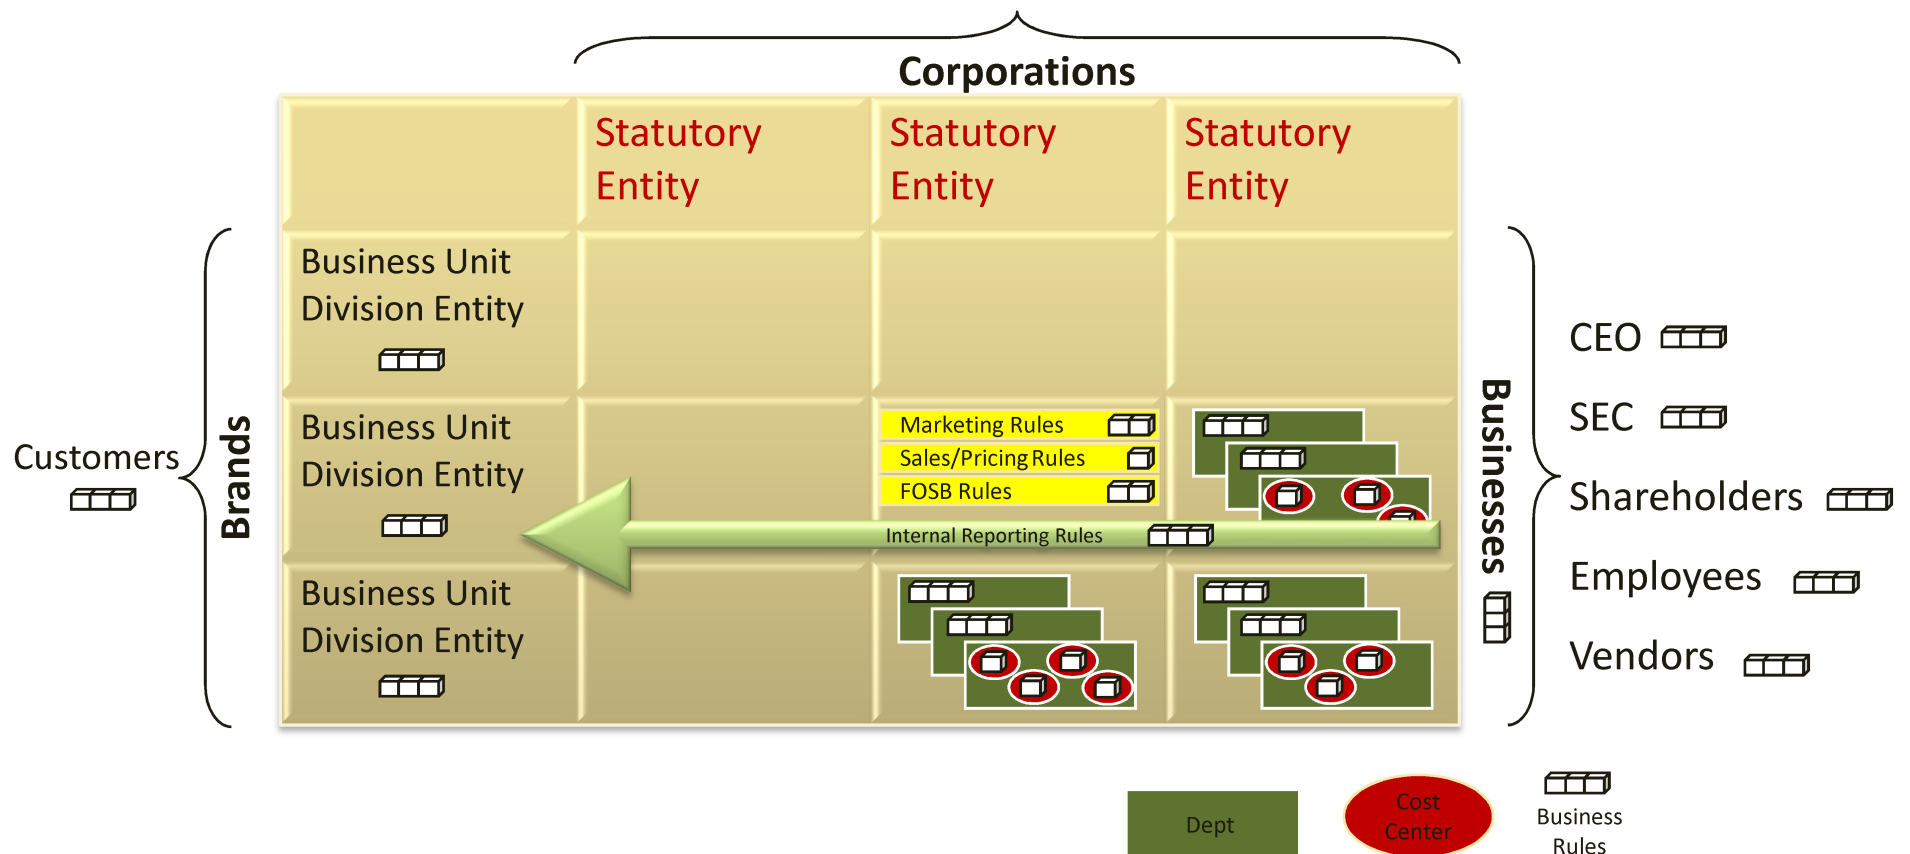 Corporations
Statutory
Entity
Statutory
Entity
Statutory
Entity
Business Unit
Division Entity
Business Unit
Division Entity
Business Unit
Division Entity
Customers
Brands
Marketing Rules
Sales/Pricing Rules
FOSB Rules
Internal Reporting Rules
Businesses
CEO
SEC
Shareholders
Employees
Vendors
Dept
Cost
Center
Business
Rules